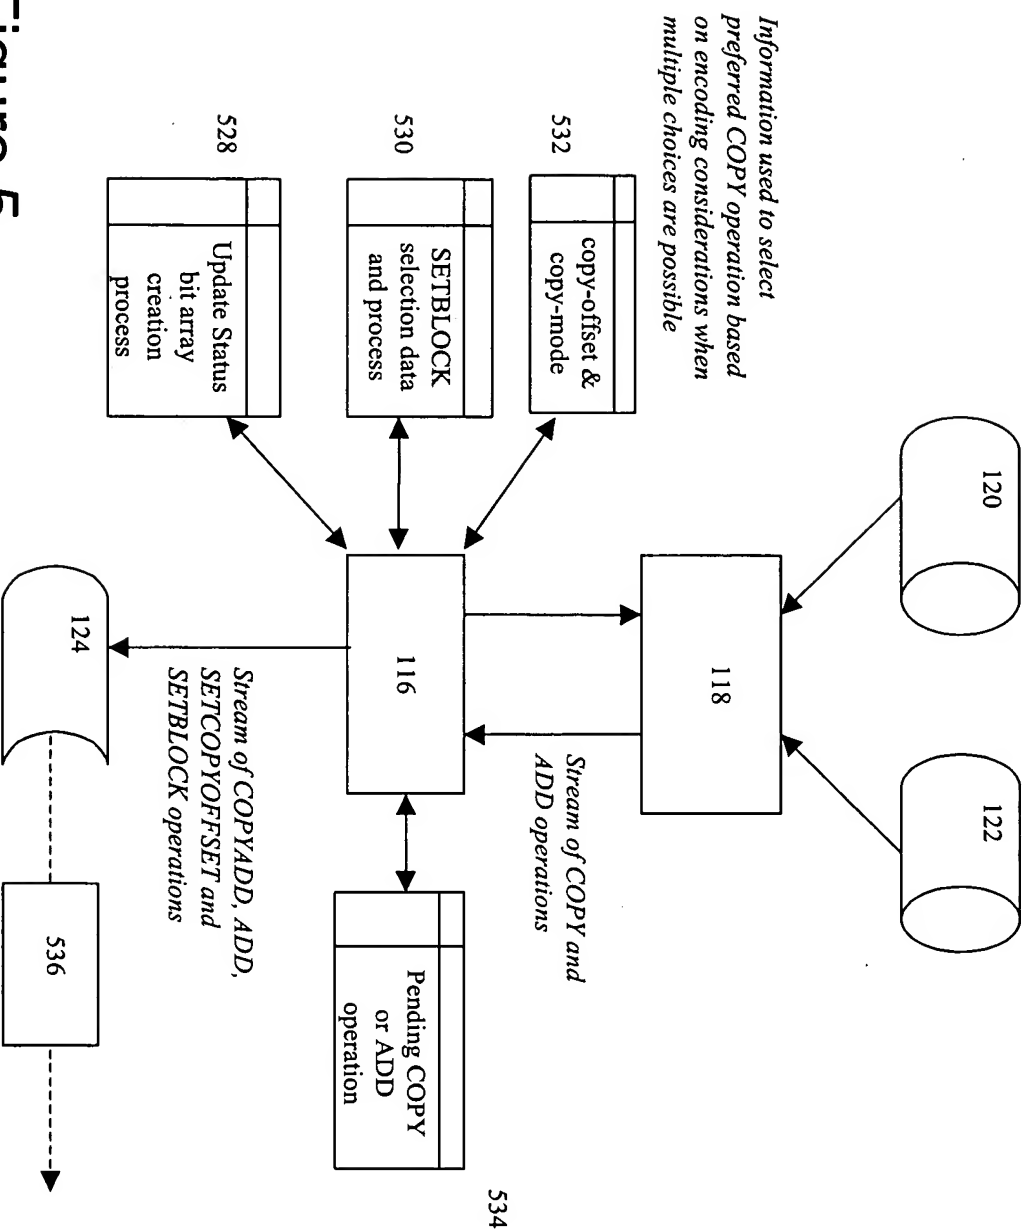 Information used to select
preferred COPY operation based
on encoding considerations when
multiple choices are possible
120
122
532
copy-offset &
copy-mode
118
530
SETBLOCK
selection data
and process
Stream of COPY and
ADD operations
534
528
Update Status
bit array
creation
process
116
Pending COPY
or ADD
operation
Stream of COPYADD, ADD,
SETCOPYOFFSET and
SETBLOCK operations
124
536
Figure 5